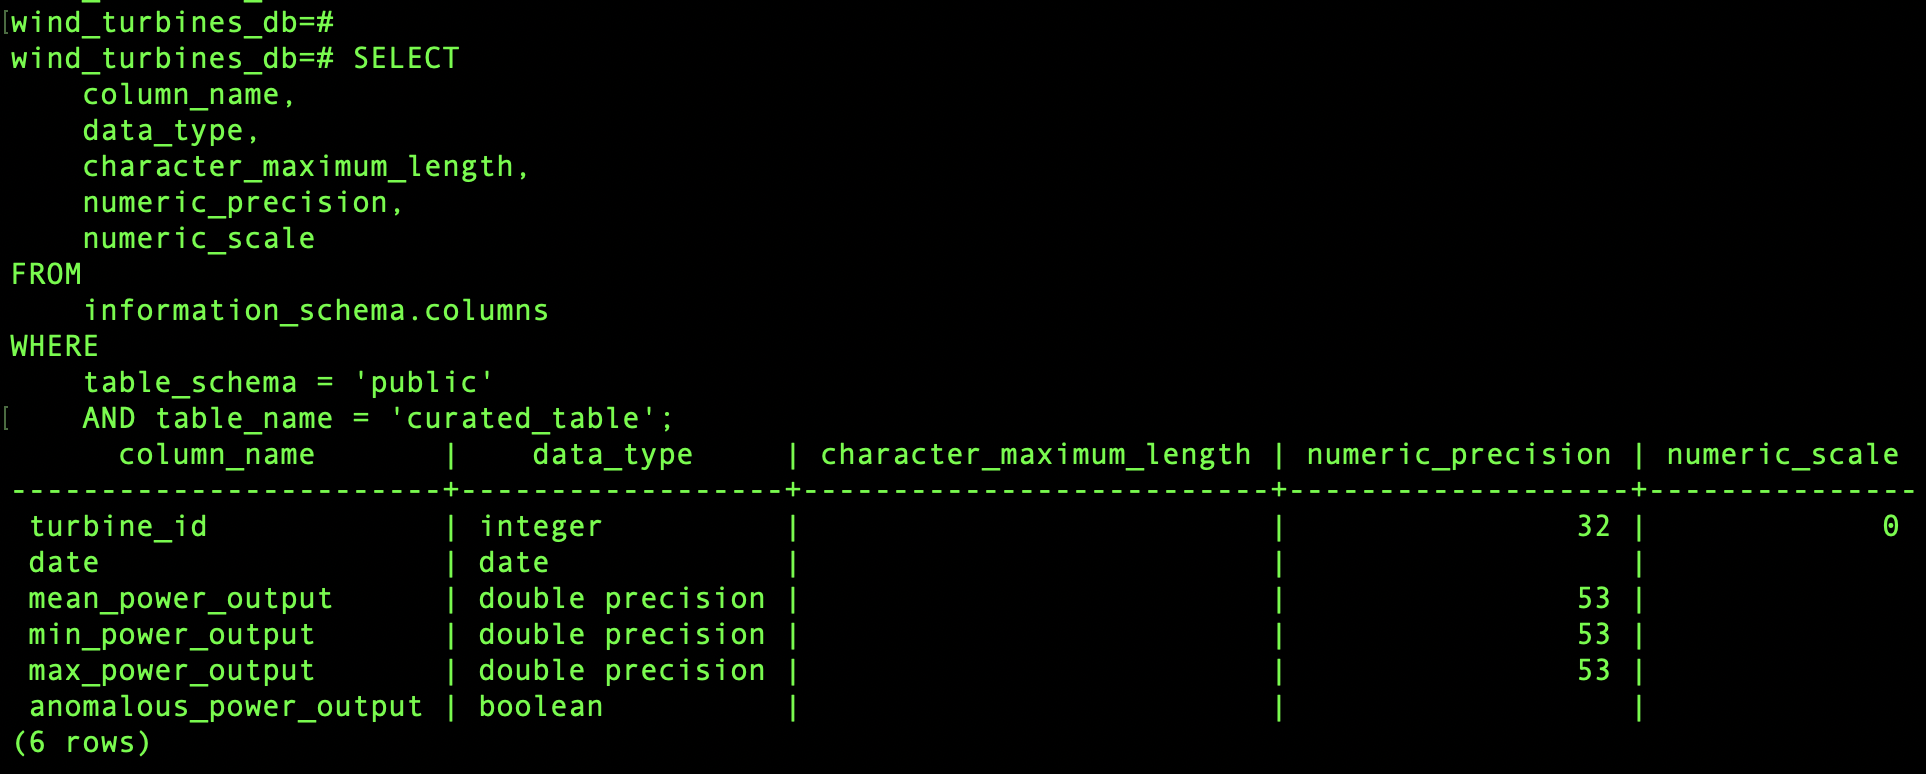 [wind_turbines_db=#
wind_turbines_db=# SELECT
    column_name,
    data_type,
    character_maximum_length,
    numeric_precision,
    numeric_scale
FROM
    information_schema.columns
WHERE
    table_schema = 'public'
[    AND table_name = 'curated_table';
      column_name       |    data_type     | character_maximum_length | numeric_precision | numeric_scale
------------------------+------------------+--------------------------+-------------------+---------------
 turbine_id             | integer          |                          |                32 |             0
 date                   | date             |                          |                   |
 mean_power_output      | double precision |                          |                53 |
 min_power_output       | double precision |                          |                53 |
 max_power_output       | double precision |                          |                53 |
 anomalous_power_output | boolean          |                          |                   |
(6 rows)